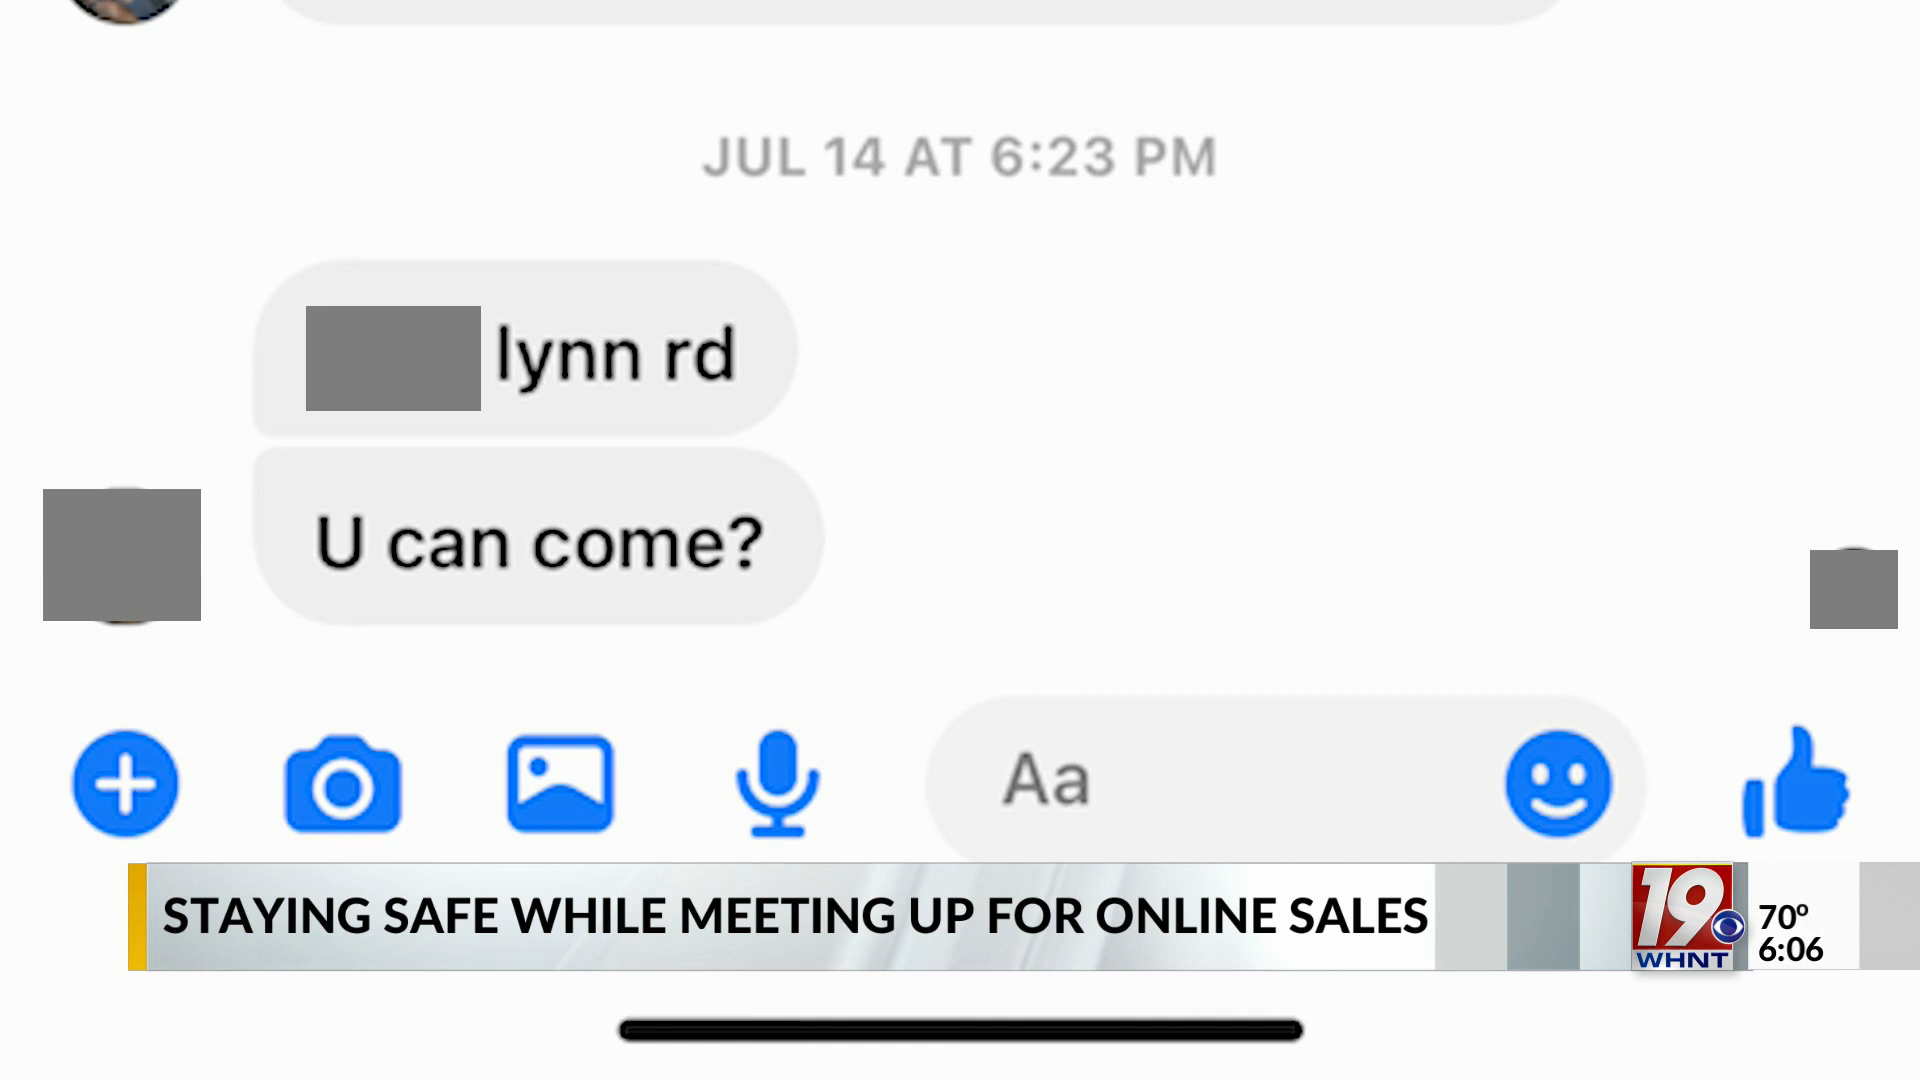 JUL 14 AT 6:23 PM
lynn rd
U can come?
Aa
STAYING SAFE WHILE MEETING UP FOR ONLINE SALES
19
WHNT
70º
6:06